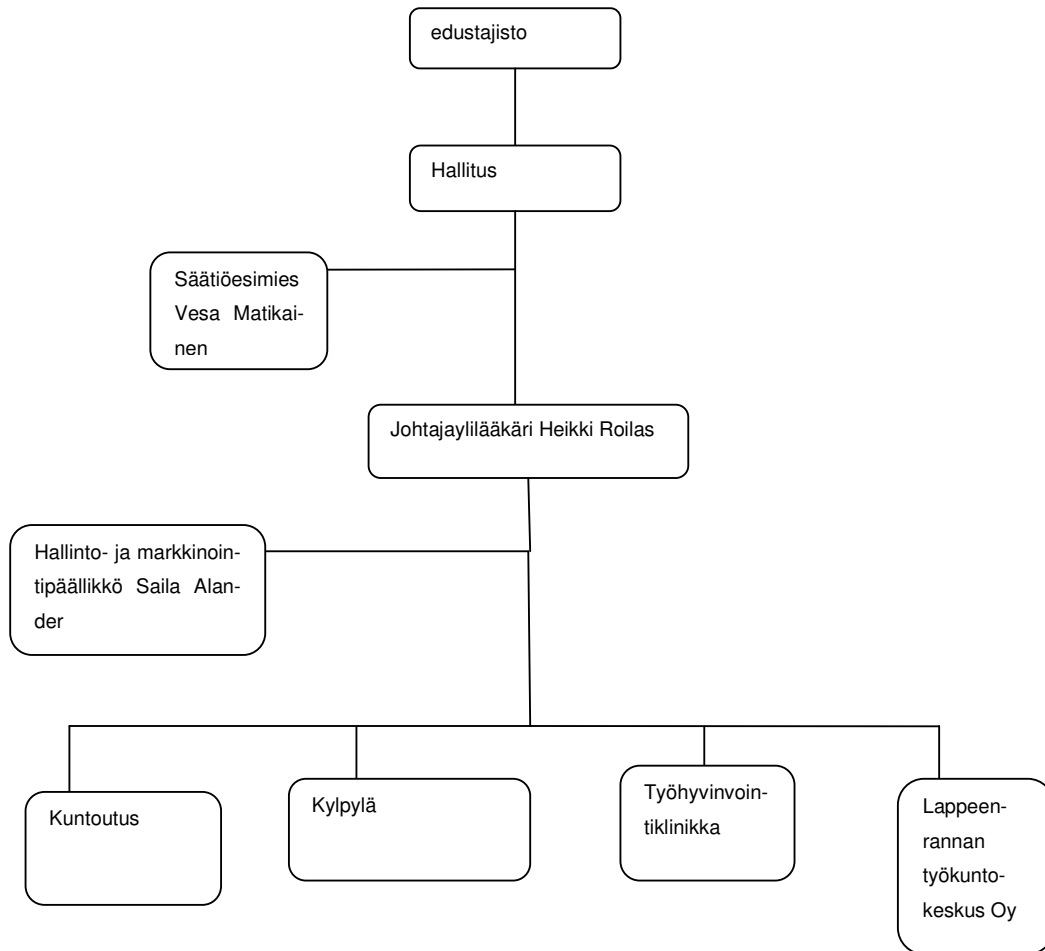 edustajisto
Hallitus
Säätiöesimies
Vesa Matikai-
nen
Johtajaylilääkäri Heikki Roilas
Hallinto- ja markkinoin-
tipäällikkö Saila Alan-
der
Kuntoutus
Kylpylä
Työhyvinvoin-
tiklinikka
Lappeen-
rannan
työkunto-
keskus Oy